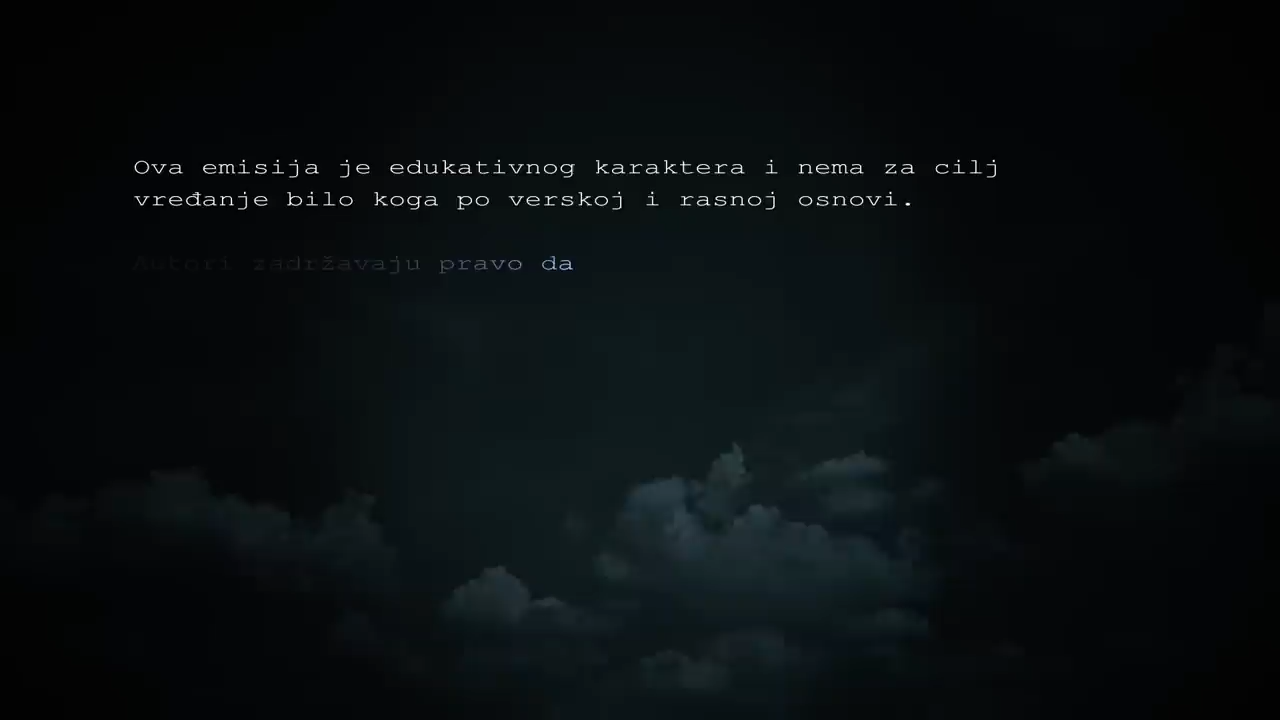 Ova emisija je edukativnog karaktera i nema za cilj
vređanje bilo koga po verskoj i rasnoj osnovi.
Autori zadržavaju pravo da